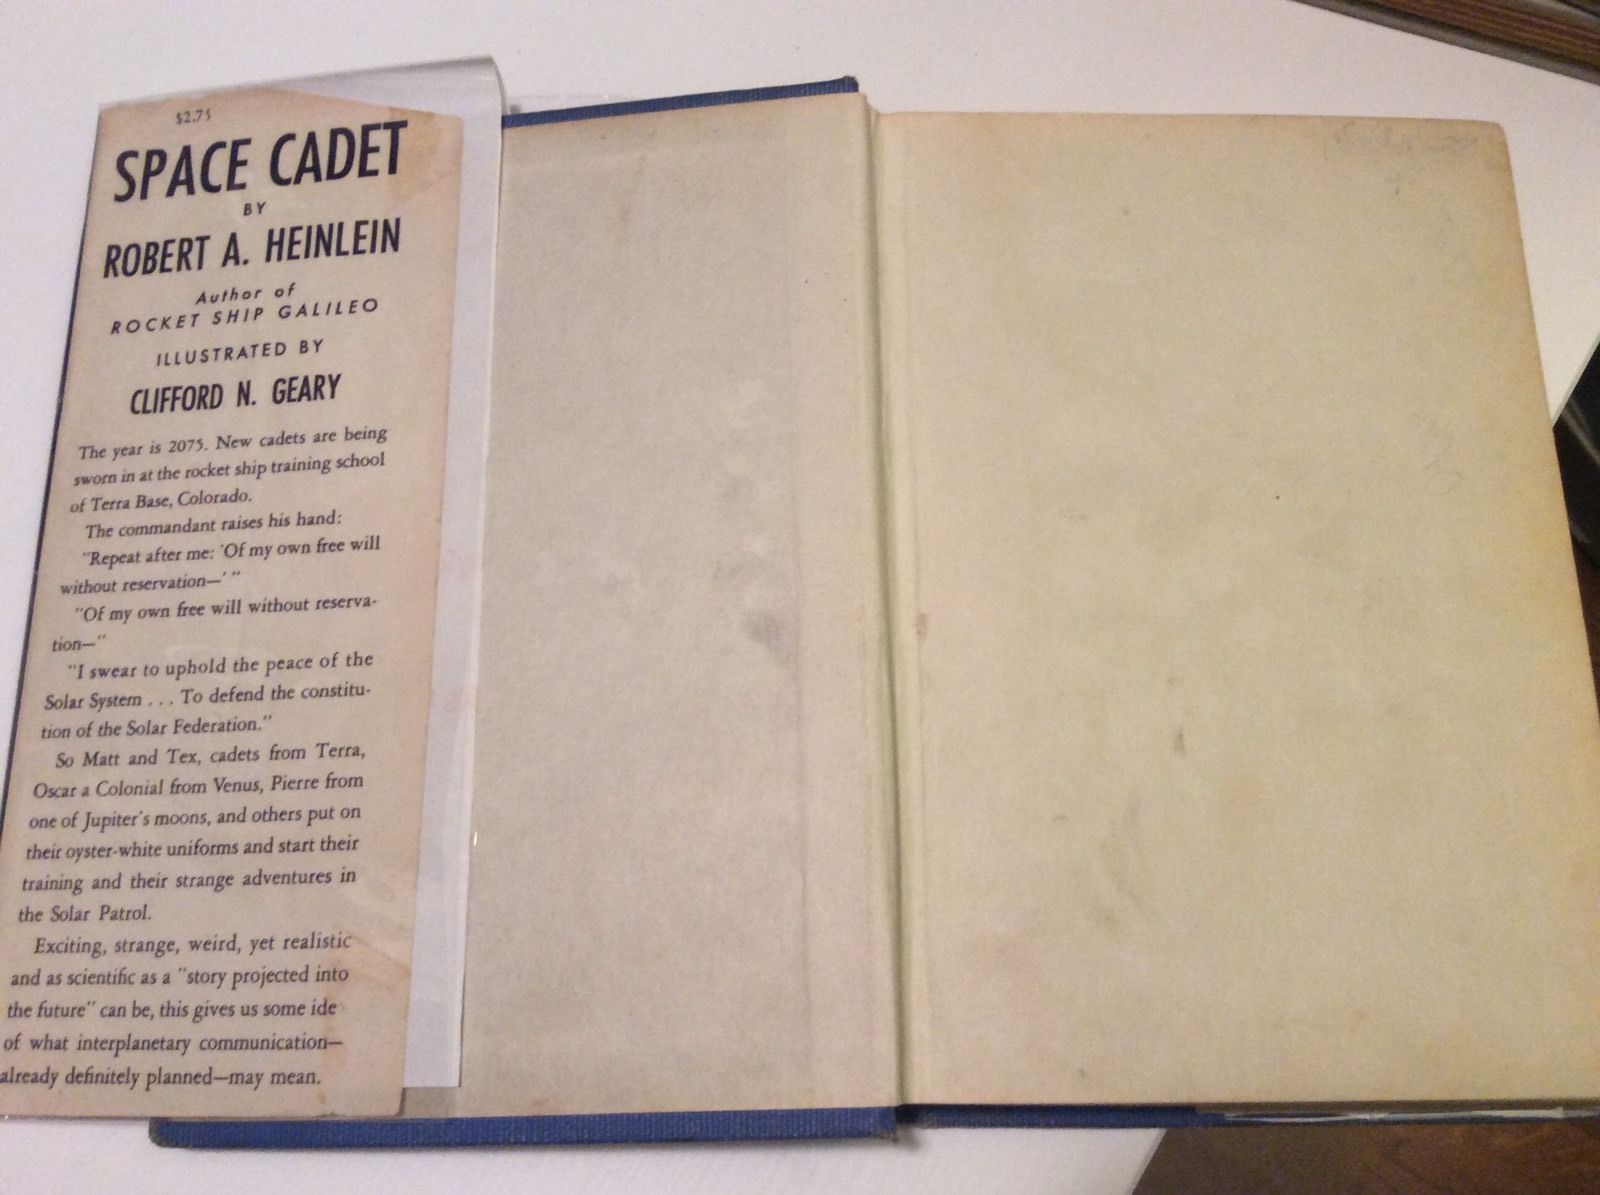 $2.75
SPACE CADET
BY
ROBERT A. HEINLEIN
Author of
ROCKET SHIP GALILEO
ILLUSTRATED BY
CLIFFORD N. GEARY
The year is 2075. New cadets are being
sworn in at the rocket ship training school
of Terra Base, Colorado.
The commandant raises his hand:
"Repeat after me: 'Of my own free will
without reservation—' "
"Of my own free will without reserva-
tion—"
"I swear to uphold the peace of the
Solar System . . . To defend the constitu-
tion of the Solar Federation."
So Matt and Tex, cadets from Terra,
Oscar a Colonial from Venus, Pierre from
one of Jupiter's moons, and others put on
their oyster-white uniforms and start their
training and their strange adventures in
the Solar Patrol.
Exciting, strange, weird, yet realistic
and as scientific as a "story projected into
the future" can be, this gives us some ide
of what interplanetary communication—
already definitely planned—may mean.